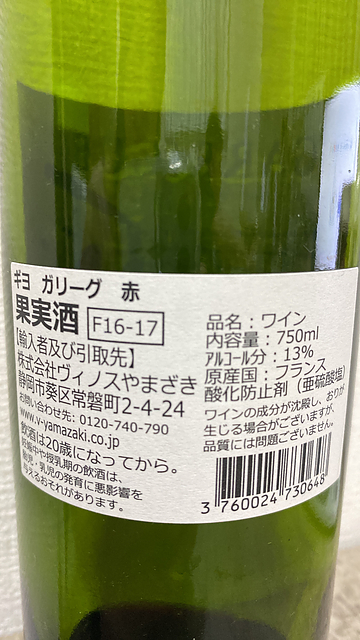 ギヨ ガリーグ 赤
果実酒 F16-17
【輸入者及び引取先】
株式会社ヴィノスやまざき
静岡市葵区常磐町2-4-24
お問い合わせ先: 0120-740-790
www.v-yamazaki.co.jp
飲酒は20歳になってから。
妊娠中や授乳期の飲酒は、
胎児・乳児の発育に悪影響を
与えるおそれがあります。
品名：ワイン
内容量：750ml
アルコール分：13%
原産国：フランス
酸化防止剤（亜硫酸塩）
ワインの成分が沈殿し、おりが
生じる場合がございますが、
品質には問題ございません。
3 760024 730648